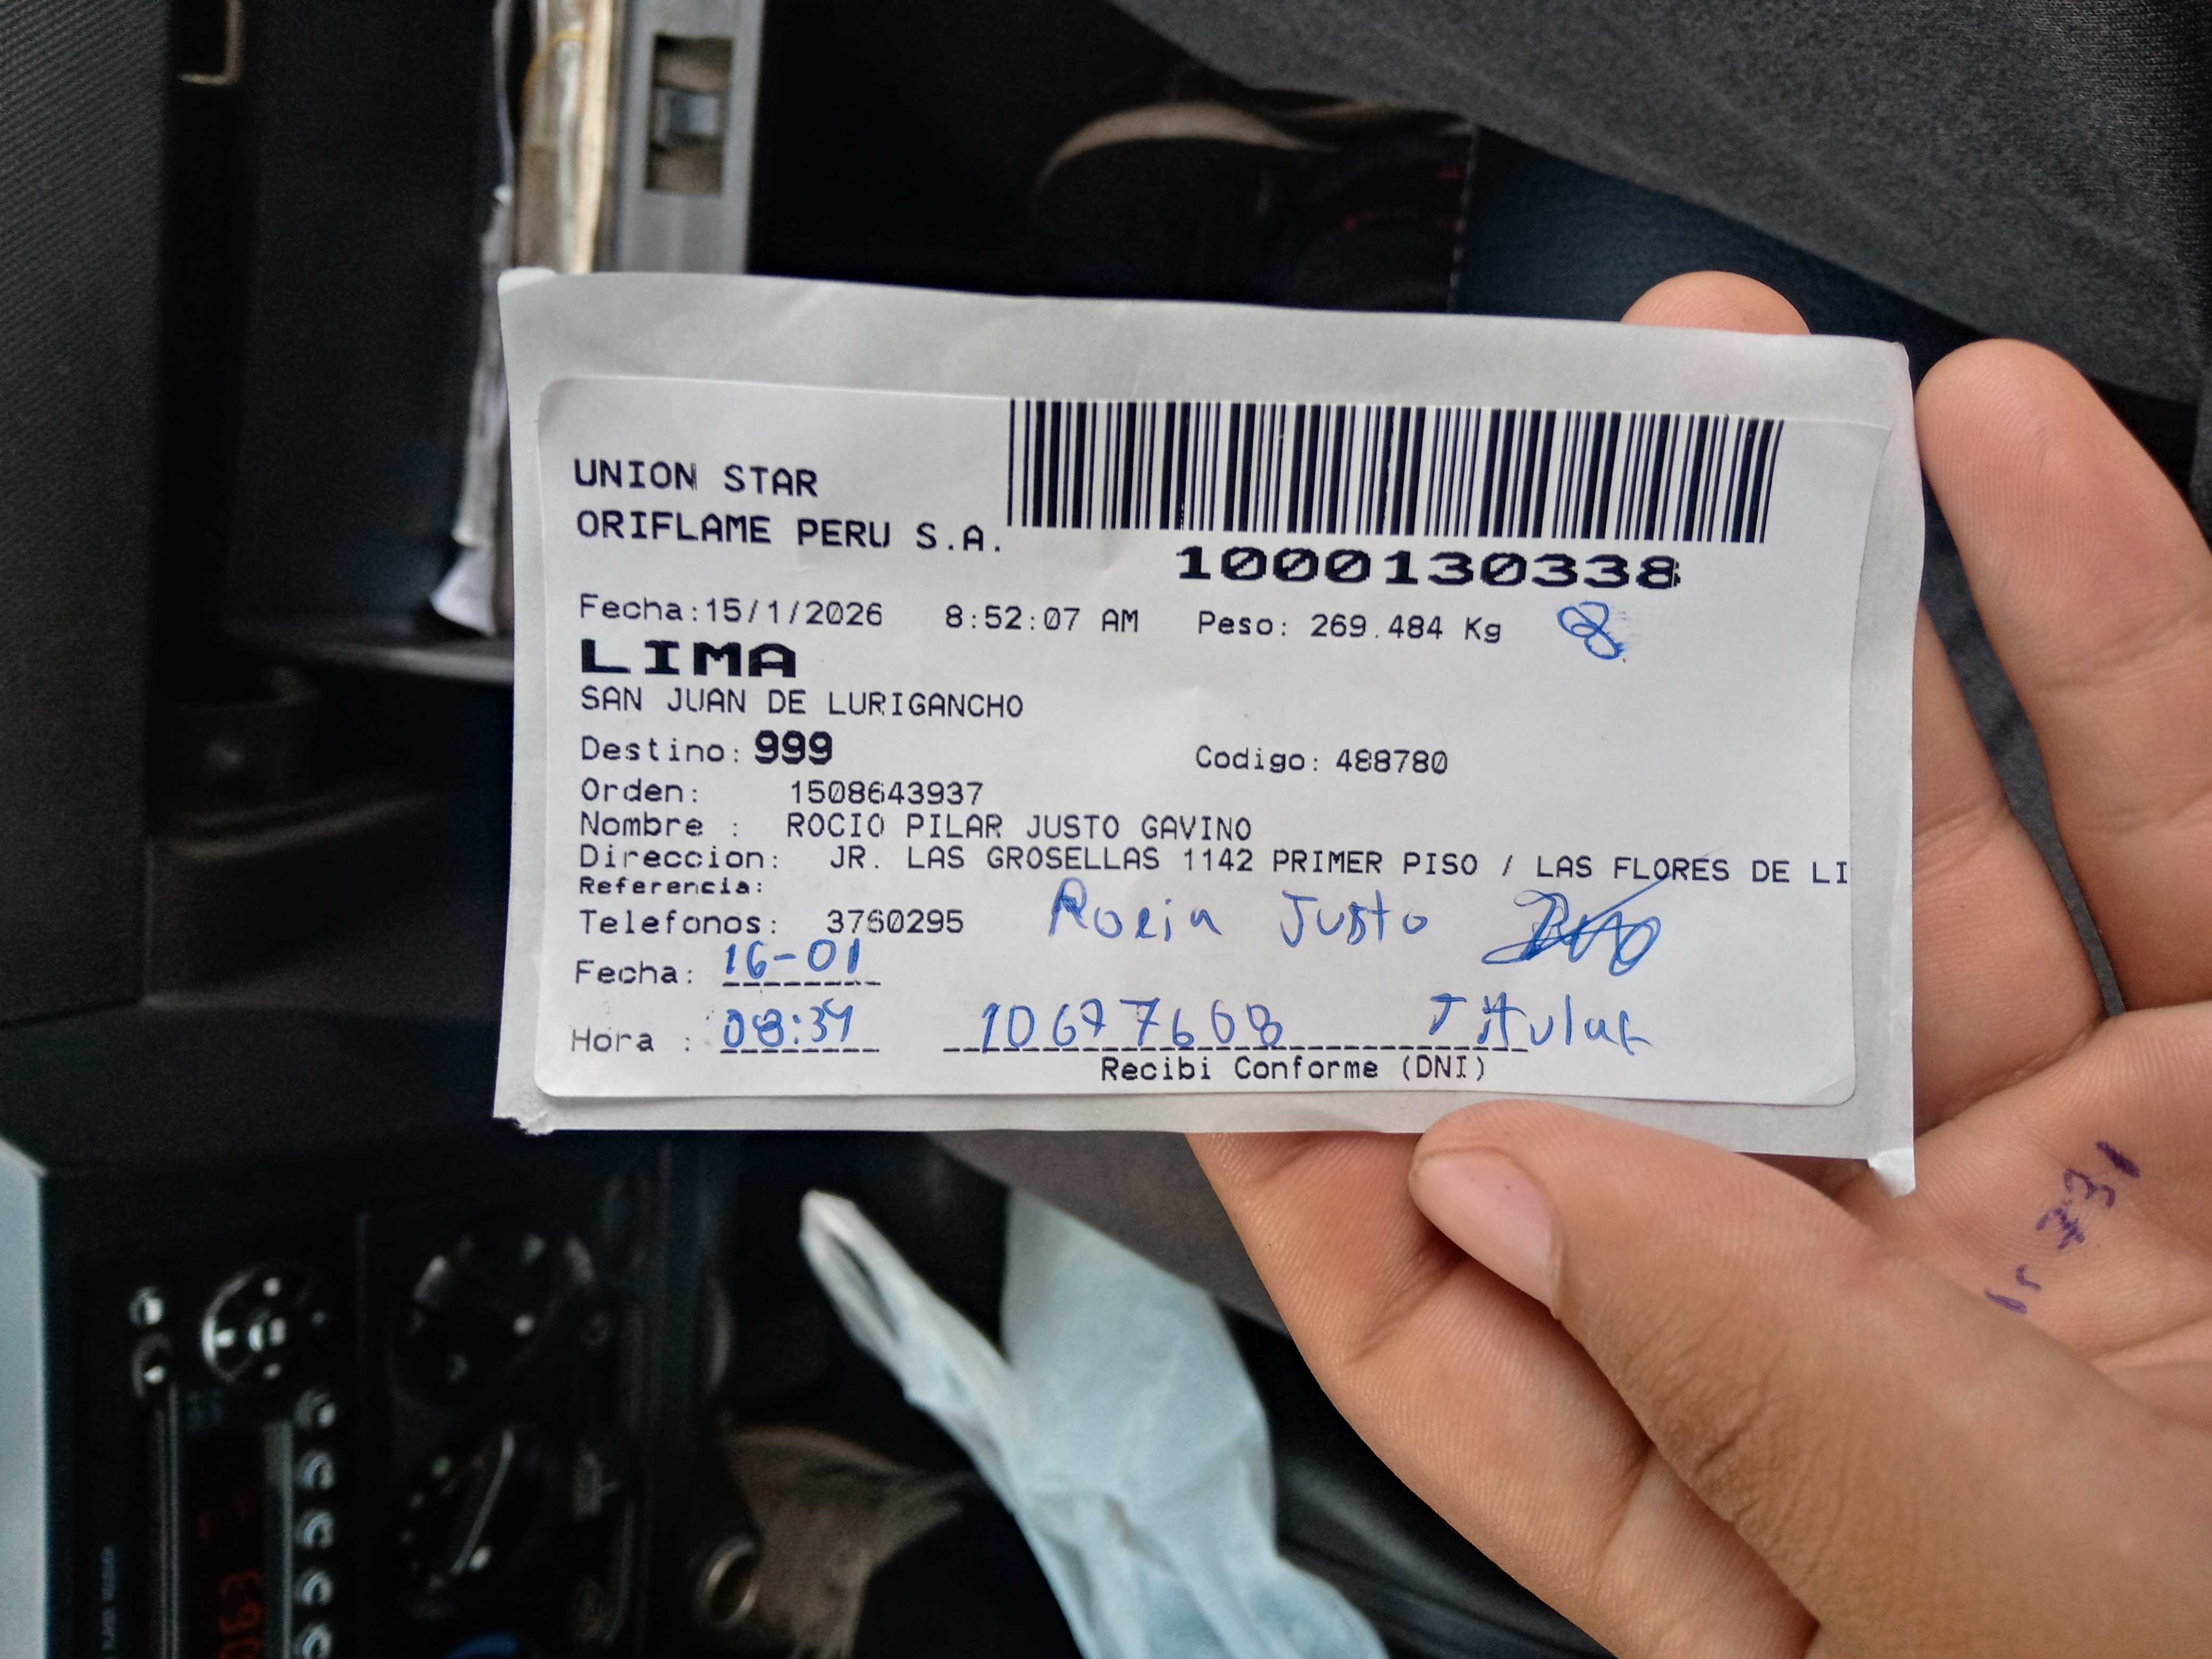 UNION STAR
ORIFLAME PERU S.A.
1000130338
Fecha:15/1/2026 8:52:07 AM Peso: 269.484 Kg
LIMA
SAN JUAN DE LURIGANCHO
Destino: 999 Codigo: 488780
Orden: 1508643937
Nombre : ROCIO PILAR JUSTO GAVINO
Direccion: JR. LAS GROSELLAS 1142 PRIMER PISO / LAS FLORES DE LI
Referencia:
Telefonos: 3760295 Justo
Fecha: 16-01
Hora : 08:34 10677608 Titular
Recibi Conforme (DNI)